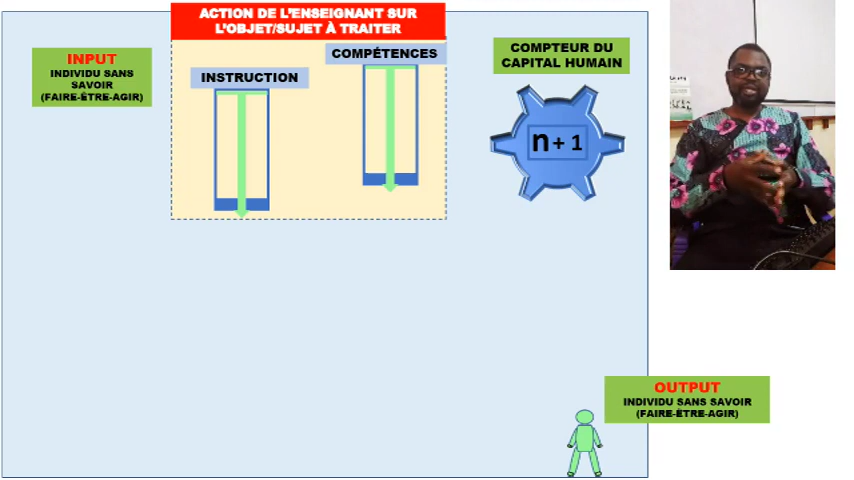 ACTION DE L'ENSEIGNANT SUR
L'OBJET/SUJET À TRAITER
INPUT
INDIVIDU SANS
SAVOIR
(FAIRE-ÊTRE-AGIR)
INSTRUCTION
COMPÉTENCES
COMPTEUR DU
CAPITAL HUMAIN
n + 1
OUTPUT
INDIVIDU SANS SAVOIR
(FAIRE-ÊTRE-AGIR)